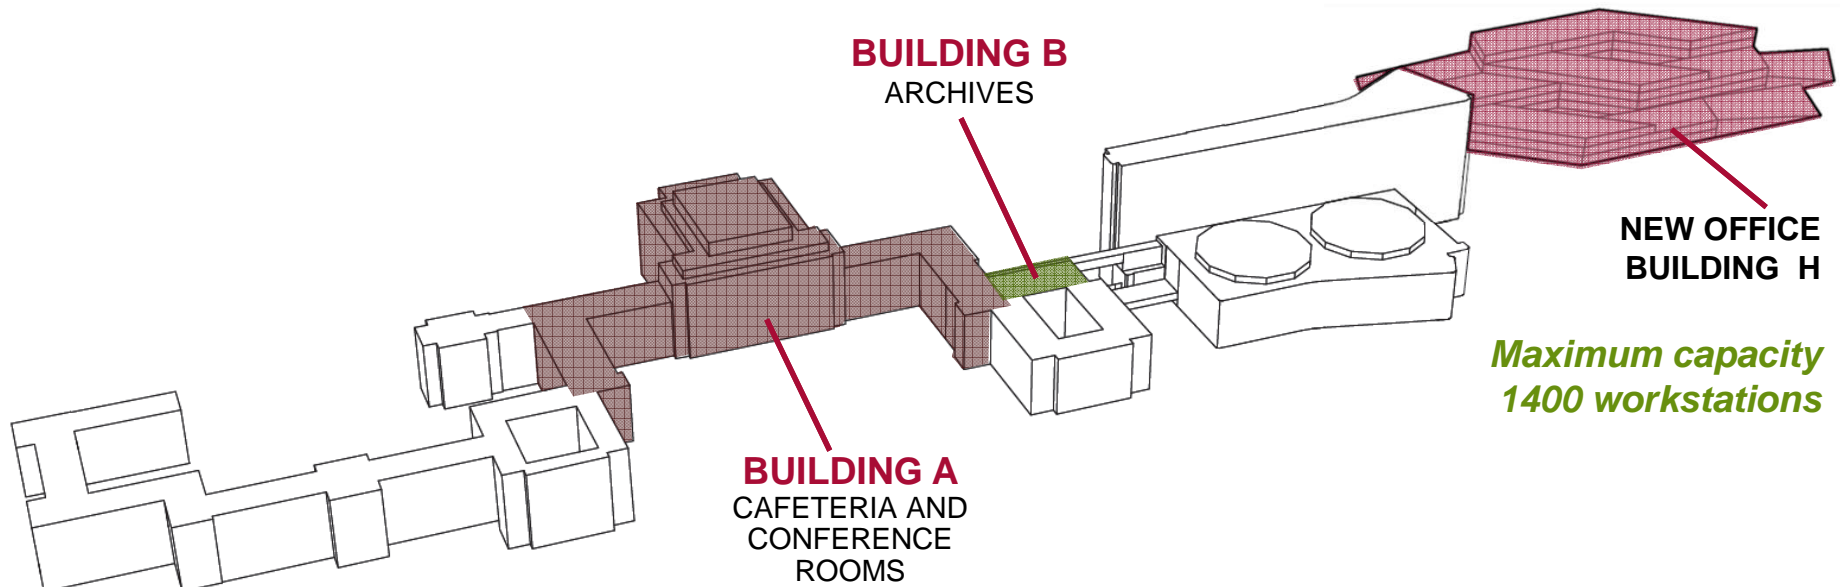 BUILDING B
ARCHIVES
NEW OFFICE
BUILDING H
Maximum capacity
1400 workstations
BUILDING A
CAFETERIA AND
CONFERENCE
ROOMS